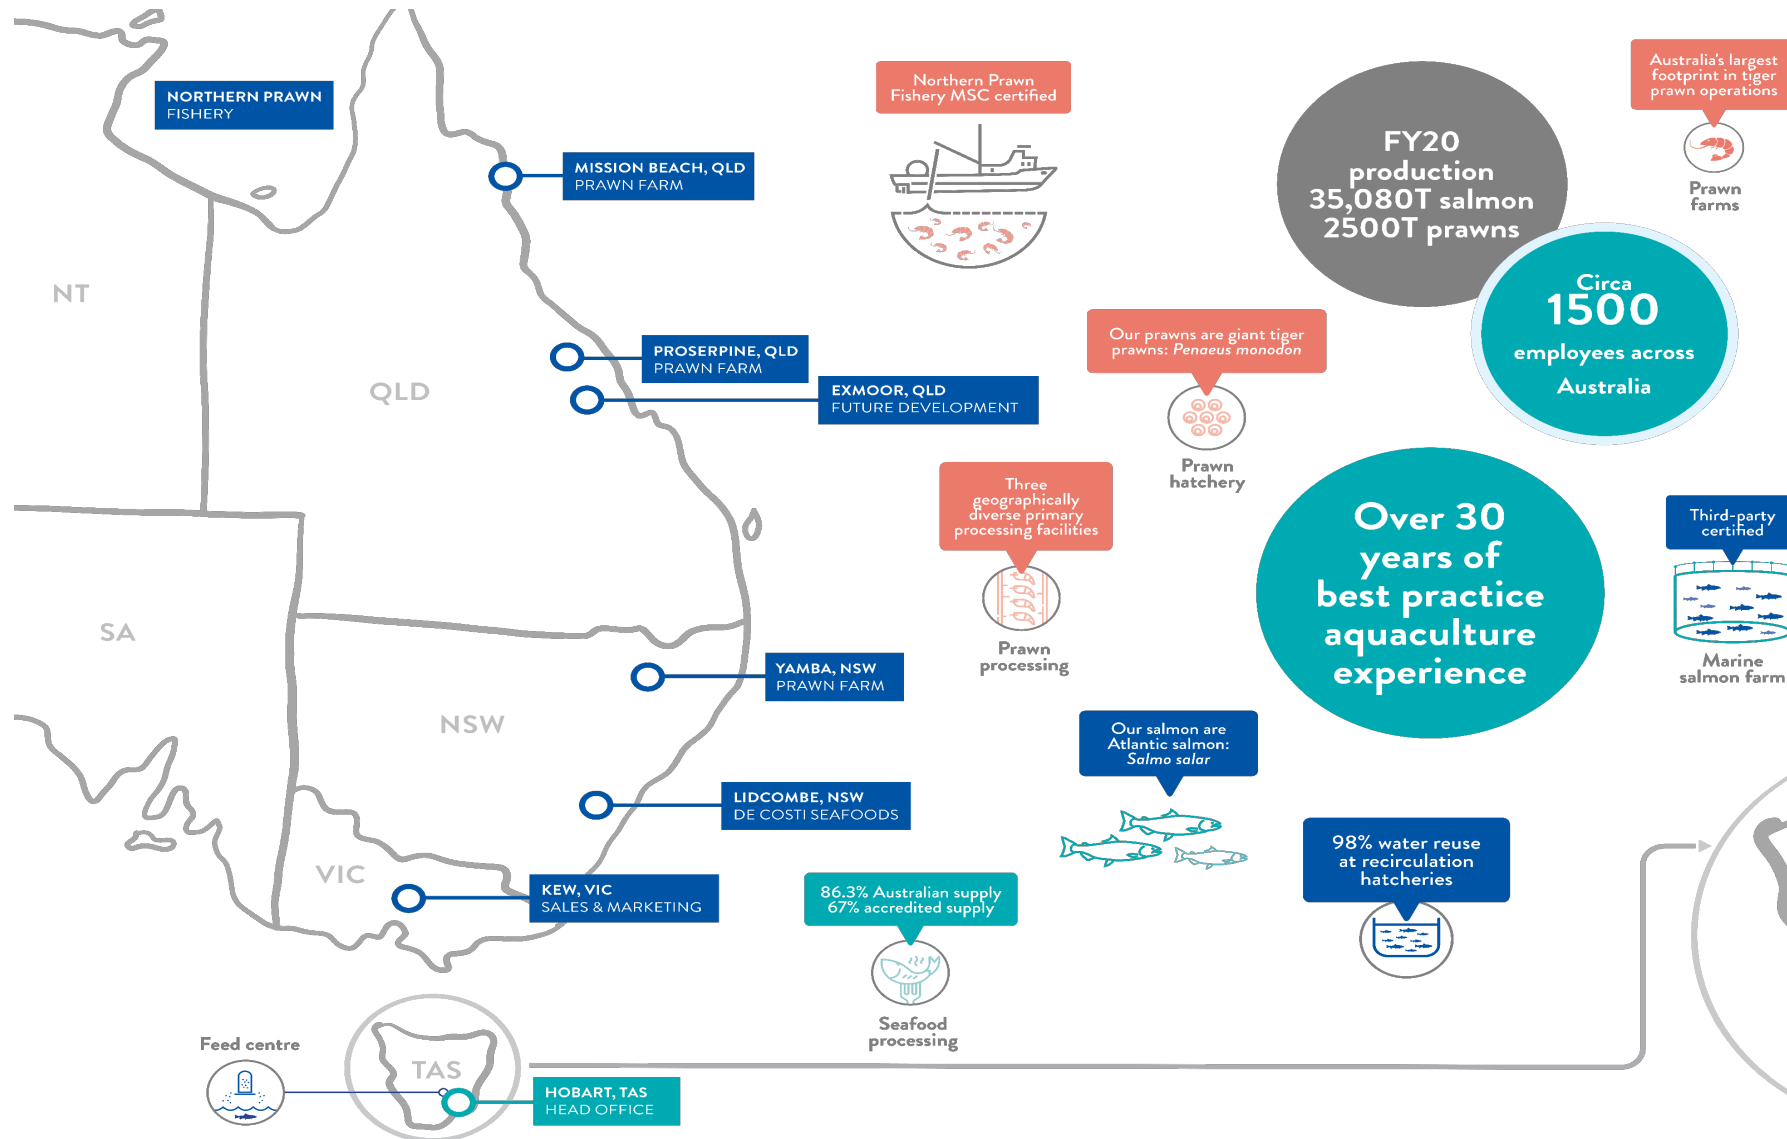 NORTHERN PRAWN
FISHERY
MISSION BEACH, QLD
PRAWN FARM
NT
QLD
PROSERPINE, QLD
PRAWN FARM
EXMOOR, QLD
FUTURE DEVELOPMENT
SA
YAMBA, NSW
PRAWN FARM
NSW
LIDCOMBE, NSW
DE COSTI SEAFOODS
VIC
KEW, VIC
SALES & MARKETING
Feed centre
TAS
HOBART, TAS
HEAD OFFICE
Northern Prawn
Fishery MSC certified
FY20
production
35,080T salmon
2500T prawns
Australia's largest
footprint in tiger
prawn operations
Prawn
farms
Circa
1500
employees across
Australia
Our prawns are giant tiger
prawns: Penaeus monodon
Prawn
hatchery
Three
geographically
diverse primary
processing facilities
Prawn
processing
Over 30
years of
best practice
aquaculture
experience
Third-party
certified
Marine
salmon farm
Our salmon are
Atlantic salmon:
Salmo salar
98% water reuse
at recirculation
hatcheries
86.3% Australian supply
67% accredited supply
Seafood
processing